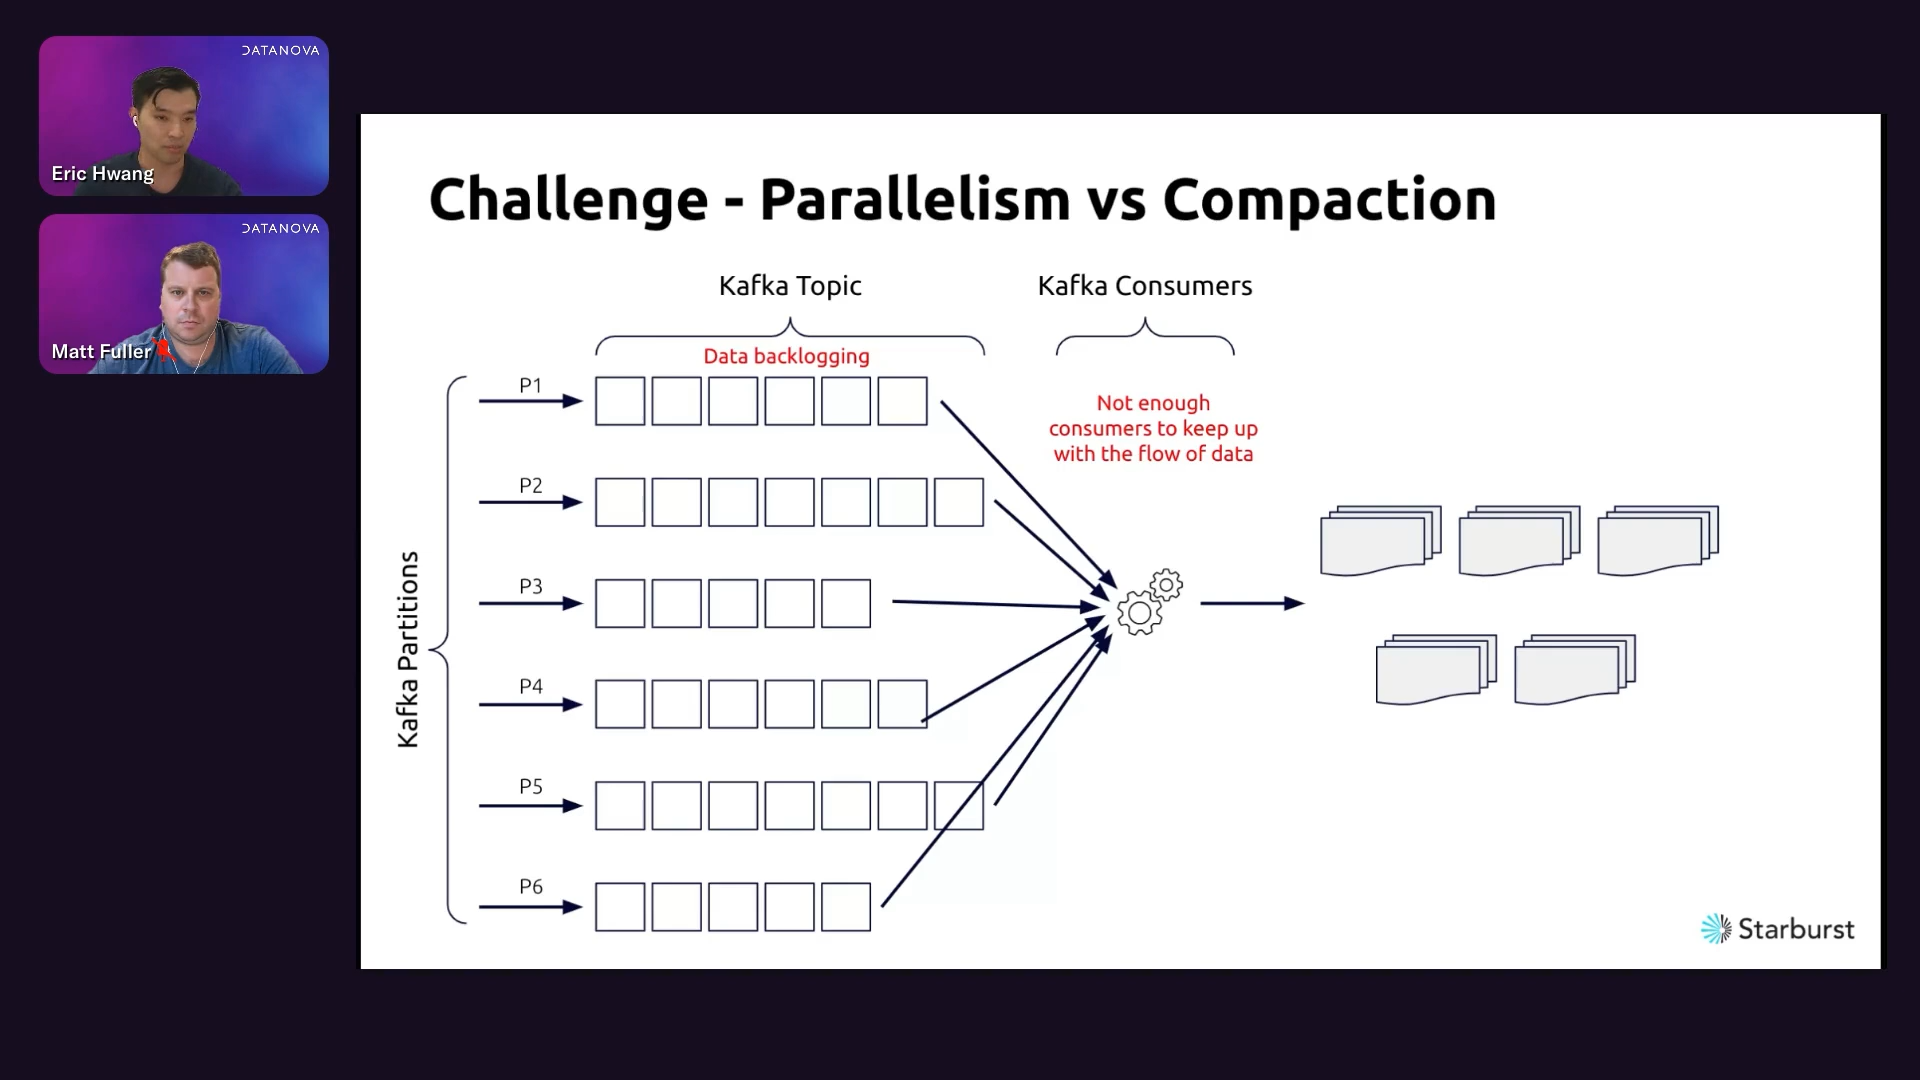 DATANOVA
Eric Hwang
DATANOVA
Matt Fuller
Challenge - Parallelism vs Compaction
Kafka Topic
Kafka Consumers
Data backlogging
Not enough
consumers to keep up
with the flow of data
Kafka Partitions
P1
P2
P3
P4
P5
P6
Starburst